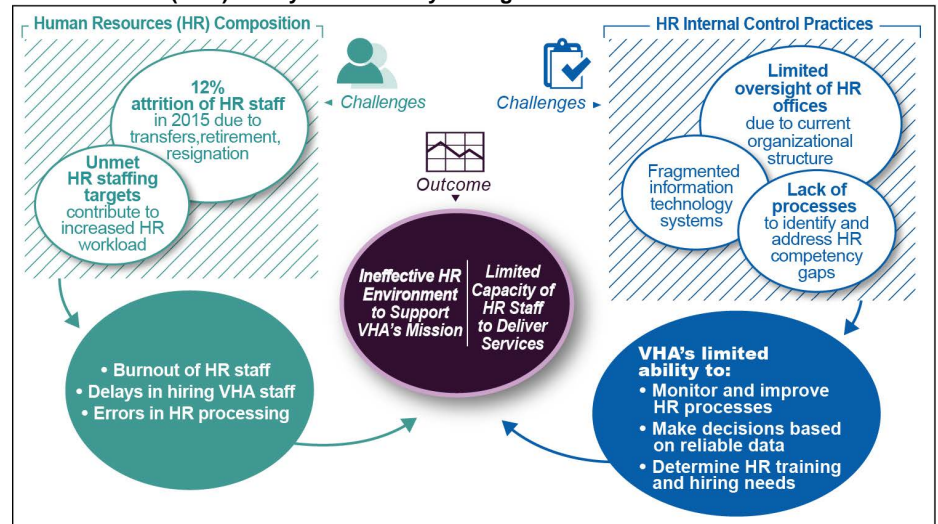 Human Resources (HR) Composition
12%
attrition of HR staff
in 2015 due to
transfers,retirement,
resignation
Unmet
HR staffing
targets
contribute to
increased HR
workload
Challenges
Challenges
HR Internal Control Practices
Limited
oversight of HR
offices
due to current
organizational
structure
Fragmented
information
technology
systems
Lack of
processes
to identify and
address HR
competency
gaps
Outcome
Ineffective HR
Environment
to Support
VHA's Mission
Limited
Capacity of
HR Staff
to Deliver
Services
• Burnout of HR staff
• Delays in hiring VHA staff
• Errors in HR processing
VHA's limited
ability to:
• Monitor and improve
HR processes
• Make decisions based
on reliable data
• Determine HR training
and hiring needs